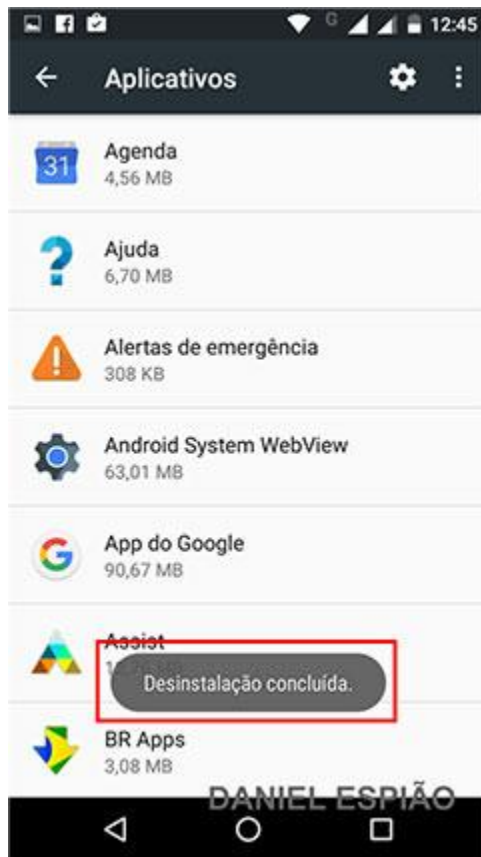 G 12:45
Aplicativos
31
Agenda
4,56 MB
Ajuda
6,70 MB
Alertas de emergência
308 KB
Android System WebView
63,01 MB
App do Google
90,67 MB
Assist
Desinstalação concluída.
BR Apps
3,08 MB
DANIEL ESPIÃO